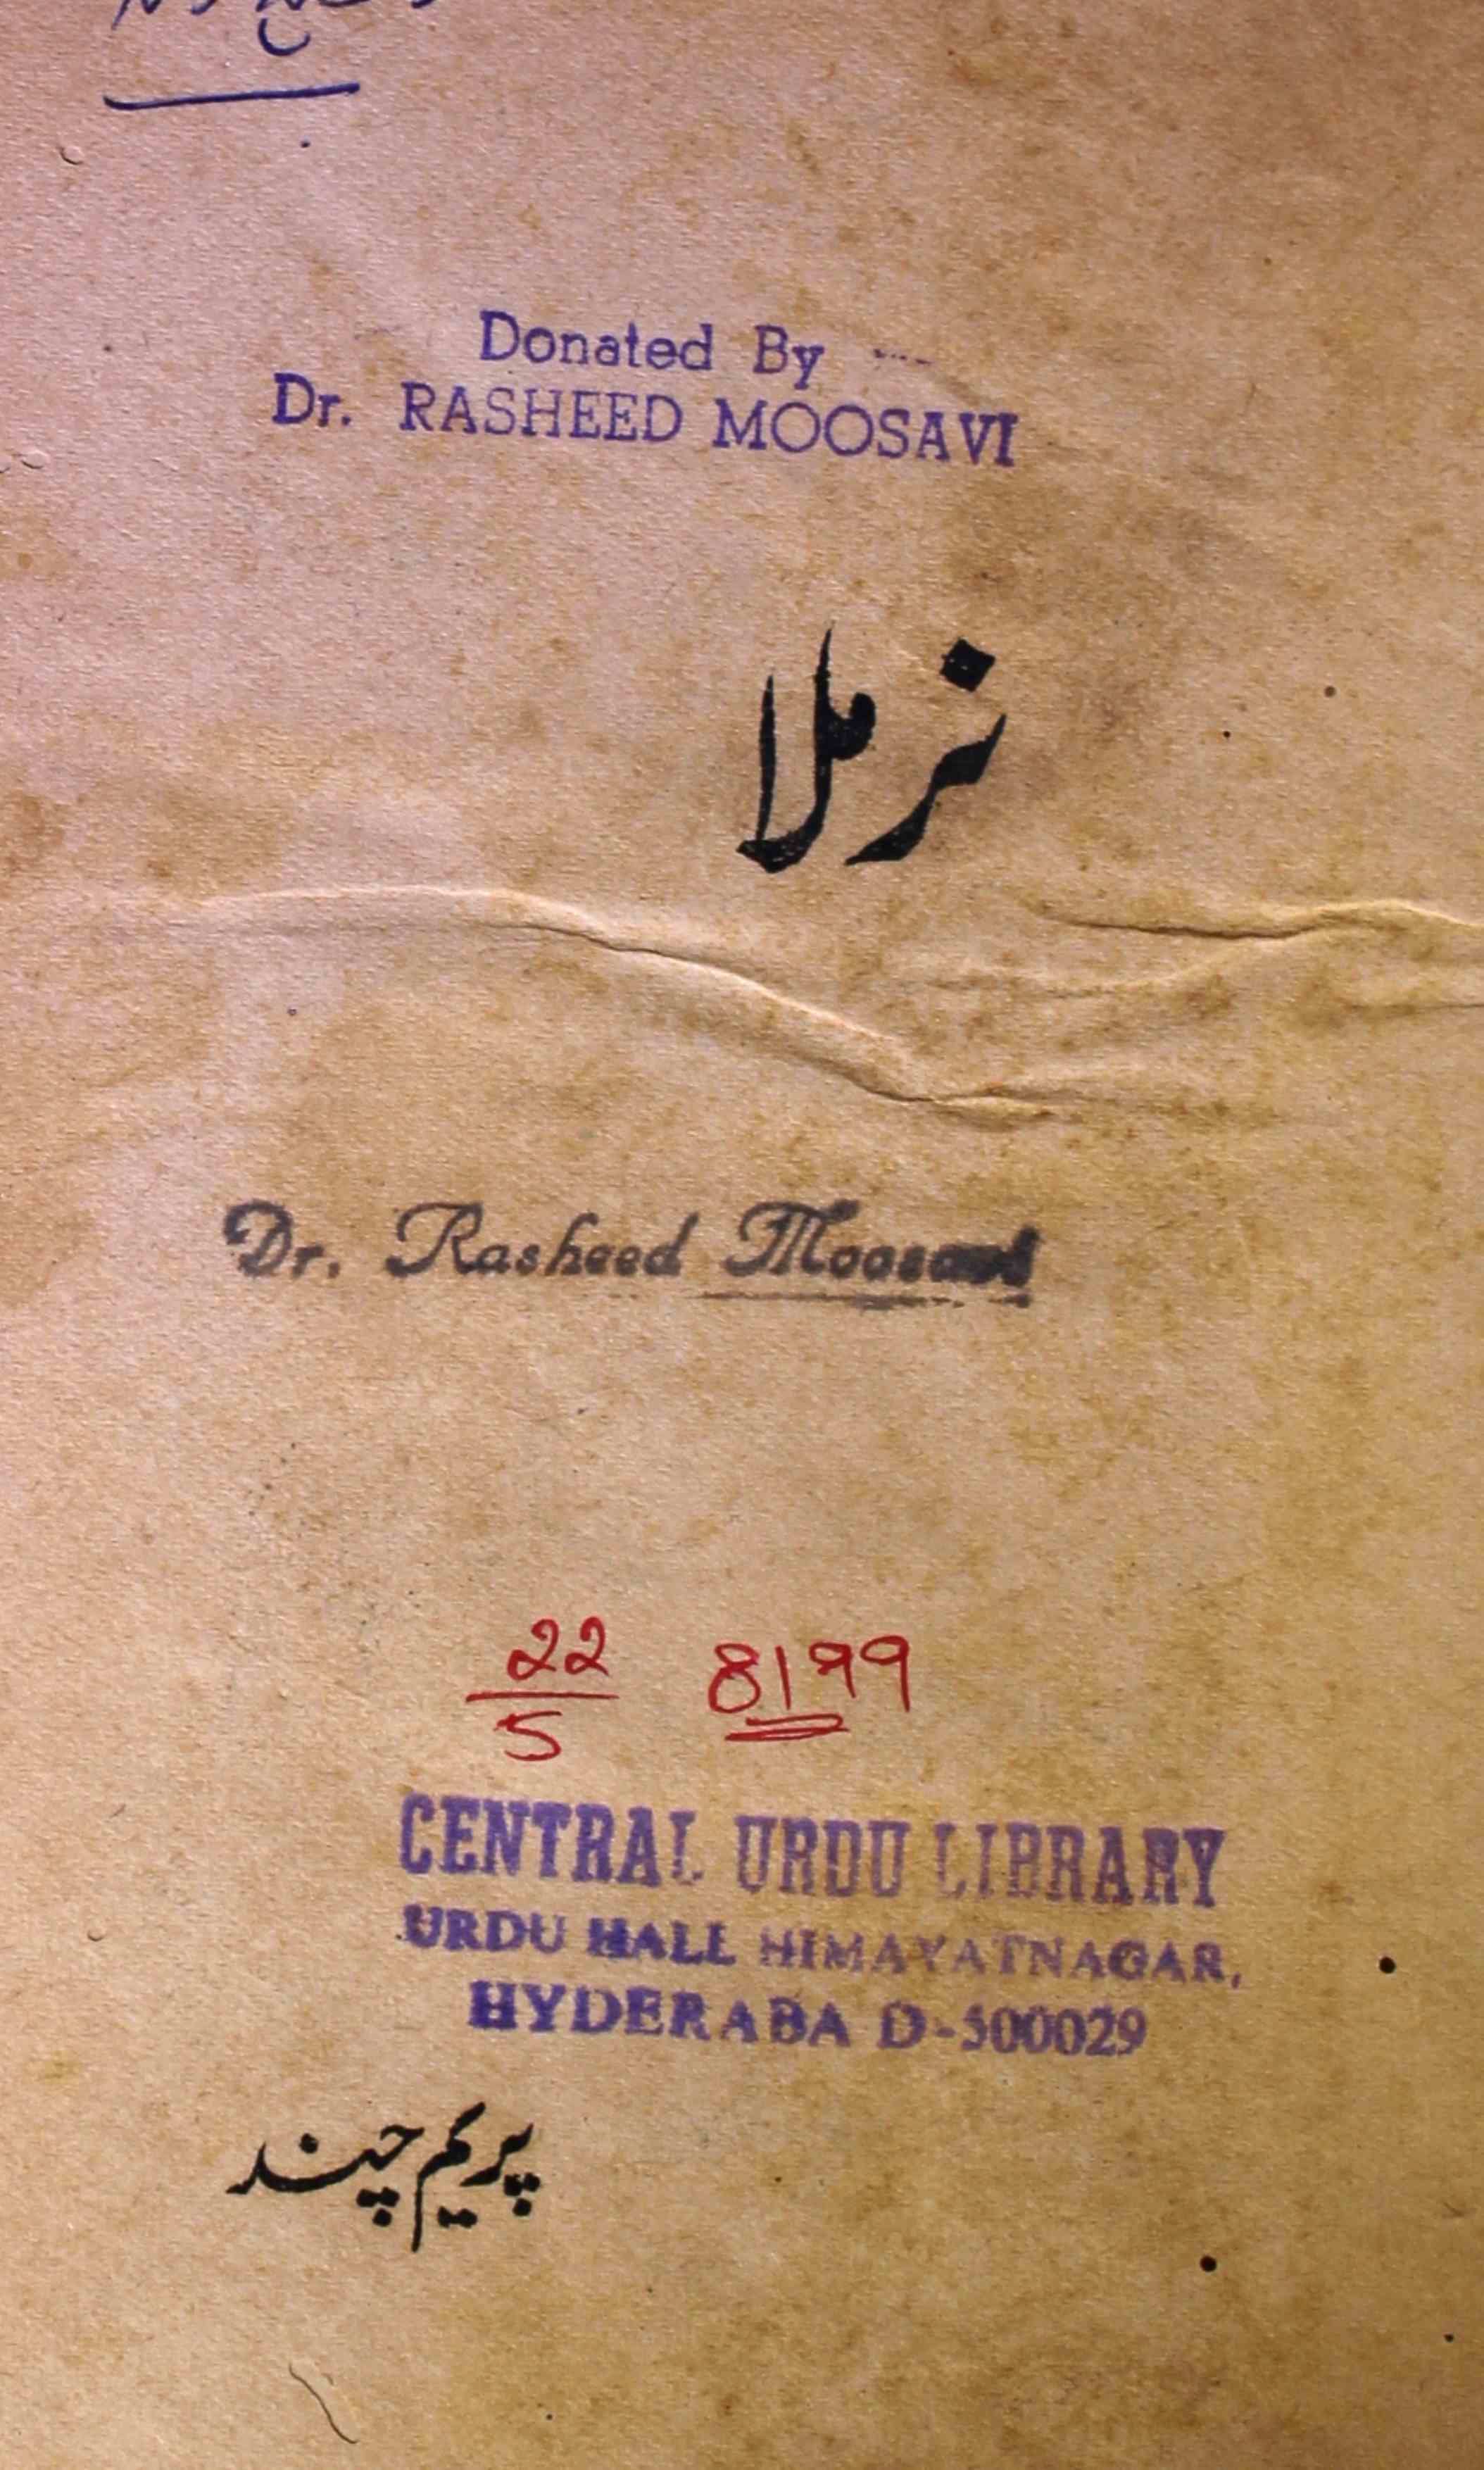 Donated By
Dr. RASHEED MOOSAVI
نرملا
Dr. Rasheed Moosavi
22 8199
5
CENTRAL URDU LIBRARY
URDU HALL HIMAYATNAGAR,
HYDERABA D-500029
پریم چند